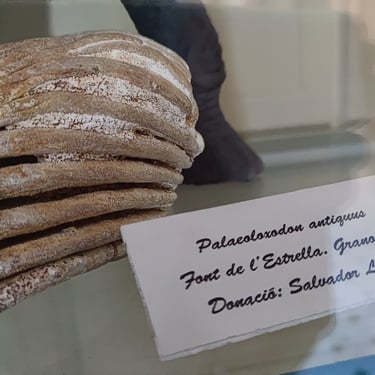 Palaeoloxodon antiquus
Font de l'Estrella. Grano
Donació: Salvador L